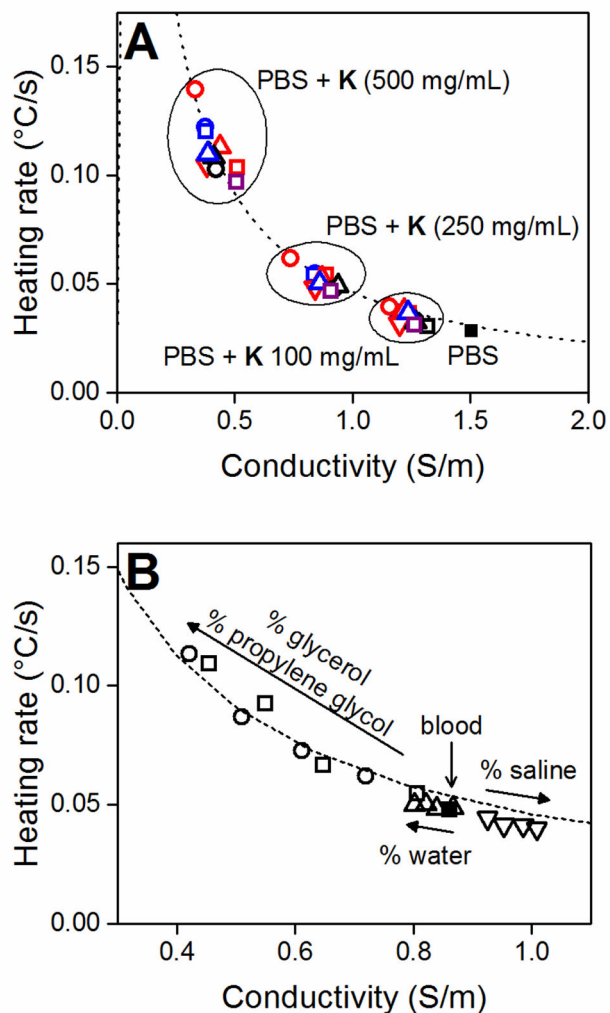 A
PBS + K (500 mg/mL)
PBS + K (250 mg/mL)
PBS + K 100 mg/mL
PBS
Heating rate (°C/s)
0.15
0.10
0.05
0.00
0.0 0.5 1.0 1.5 2.0
Conductivity (S/m)
B
% glycerol
% propylene glycol
blood
% saline
% water
Heating rate (°C/s)
0.15
0.10
0.05
0.00
0.4 0.6 0.8 1.0
Conductivity (S/m)